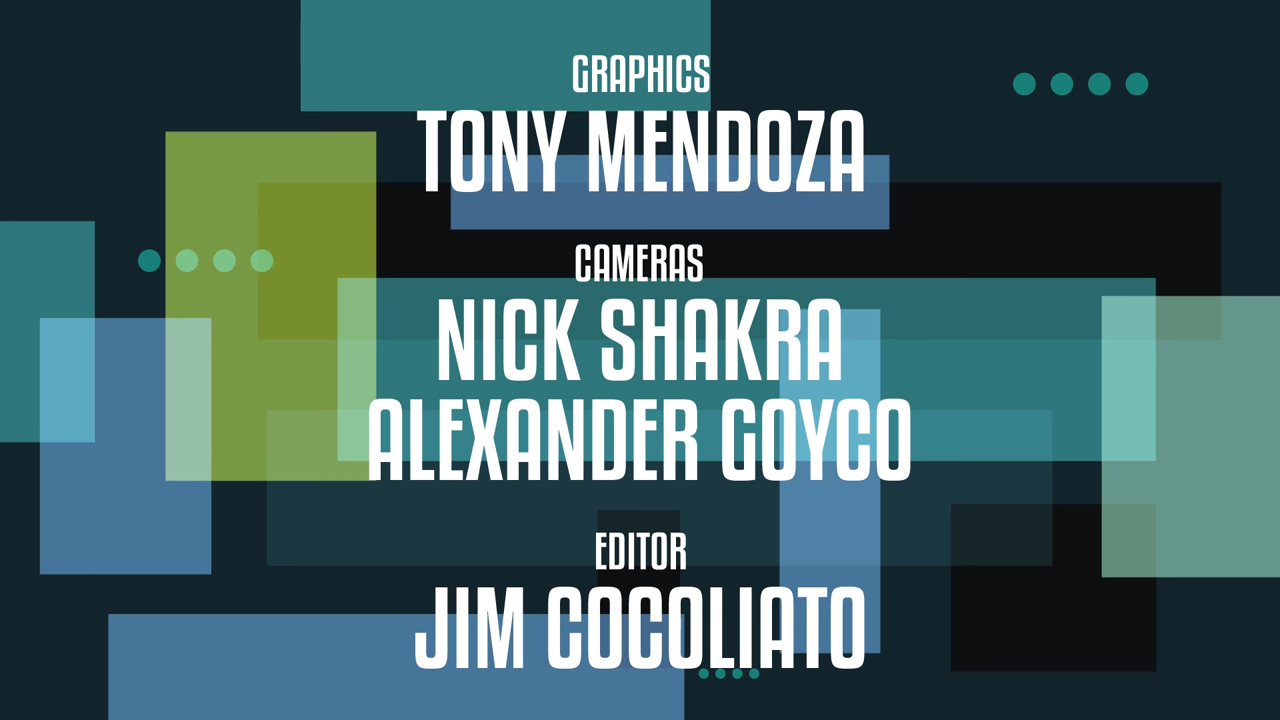 GRAPHICS
TONY MENDOZA
CAMERAS
NICK SHAKRA
ALEXANDER GOYCO
EDITOR
JIM COCOLIATO